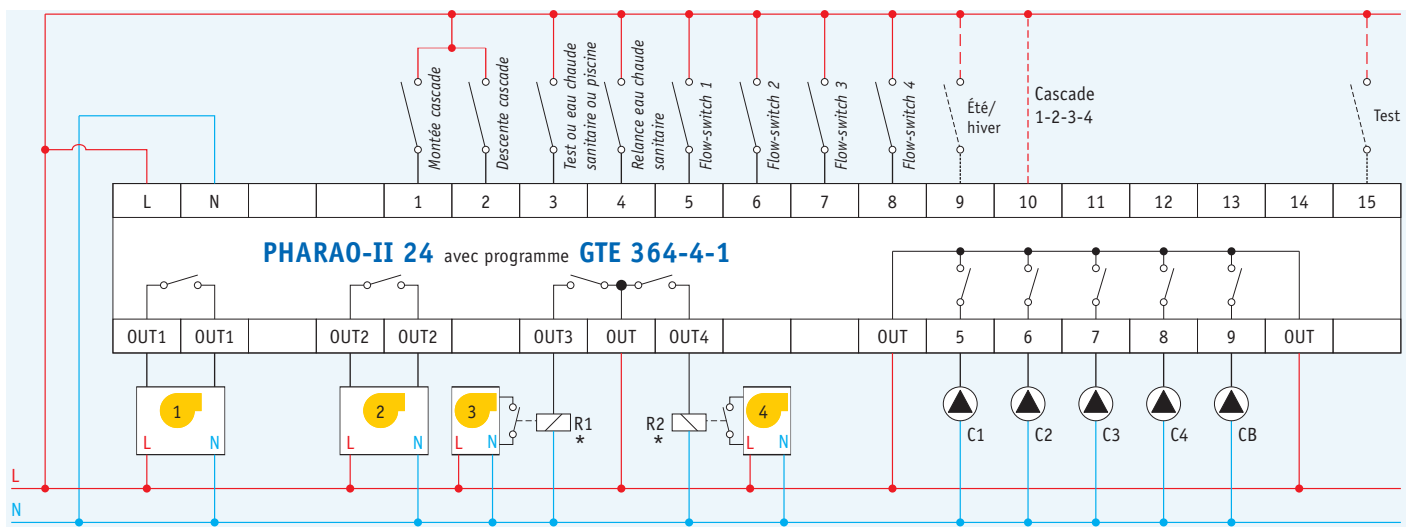 Montée cascade
Descente cascade
Test ou eau chaude
sanitaire ou piscine
Relance eau chaude
sanitaire
Flow-switch 1
Flow-switch 2
Flow-switch 3
Flow-switch 4
Été/
hiver
Cascade
1-2-3-4
Test
L N 1 2 3 4 5 6 7 8 9 10 11 12 13 14 15
PHARAO-II 24 avec programme GTE 364-4-1
OUT1 OUT1 OUT2 OUT2 OUT3 OUT OUT4 OUT 5 6 7 8 9 OUT
1 2 3 4
R1
*
R2
*
C1 C2 C3 C4 CB
L N L N L N L N
L
N